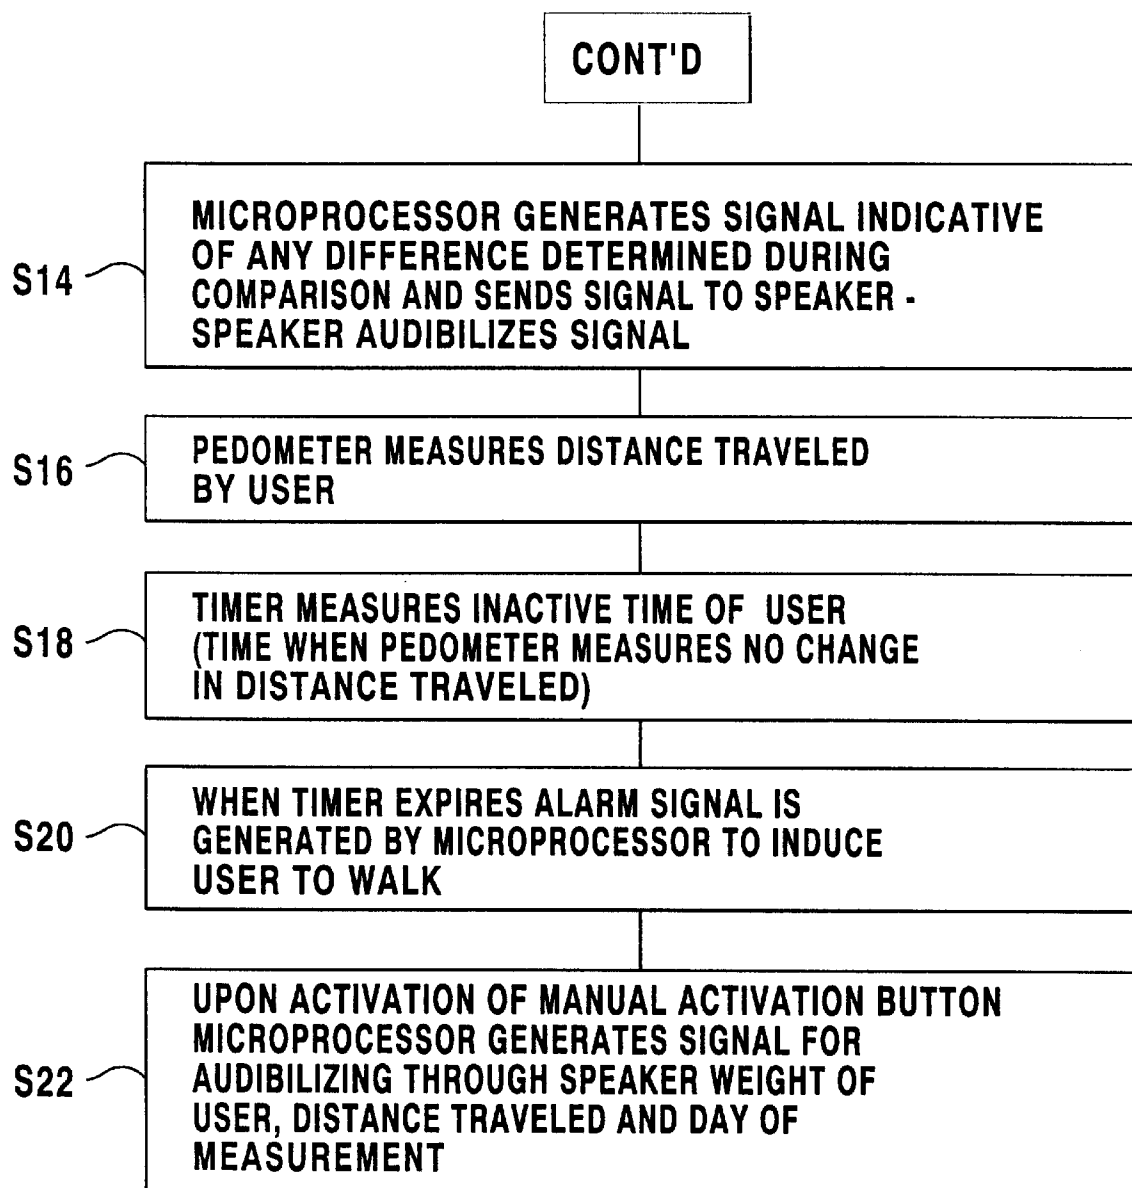 CONT'D
S14
MICROPROCESSOR GENERATES SIGNAL INDICATIVE
OF ANY DIFFERENCE DETERMINED DURING
COMPARISON AND SENDS SIGNAL TO SPEAKER -
SPEAKER AUDIBILIZES SIGNAL
S16
PEDOMETER MEASURES DISTANCE TRAVELED
BY USER
S18
TIMER MEASURES INACTIVE TIME OF USER
(TIME WHEN PEDOMETER MEASURES NO CHANGE
IN DISTANCE TRAVELED)
S20
WHEN TIMER EXPIRES ALARM SIGNAL IS
GENERATED BY MICROPROCESSOR TO INDUCE
USER TO WALK
S22
UPON ACTIVATION OF MANUAL ACTIVATION BUTTON
MICROPROCESSOR GENERATES SIGNAL FOR
AUDIBILIZING THROUGH SPEAKER WEIGHT OF
USER, DISTANCE TRAVELED AND DAY OF
MEASUREMENT